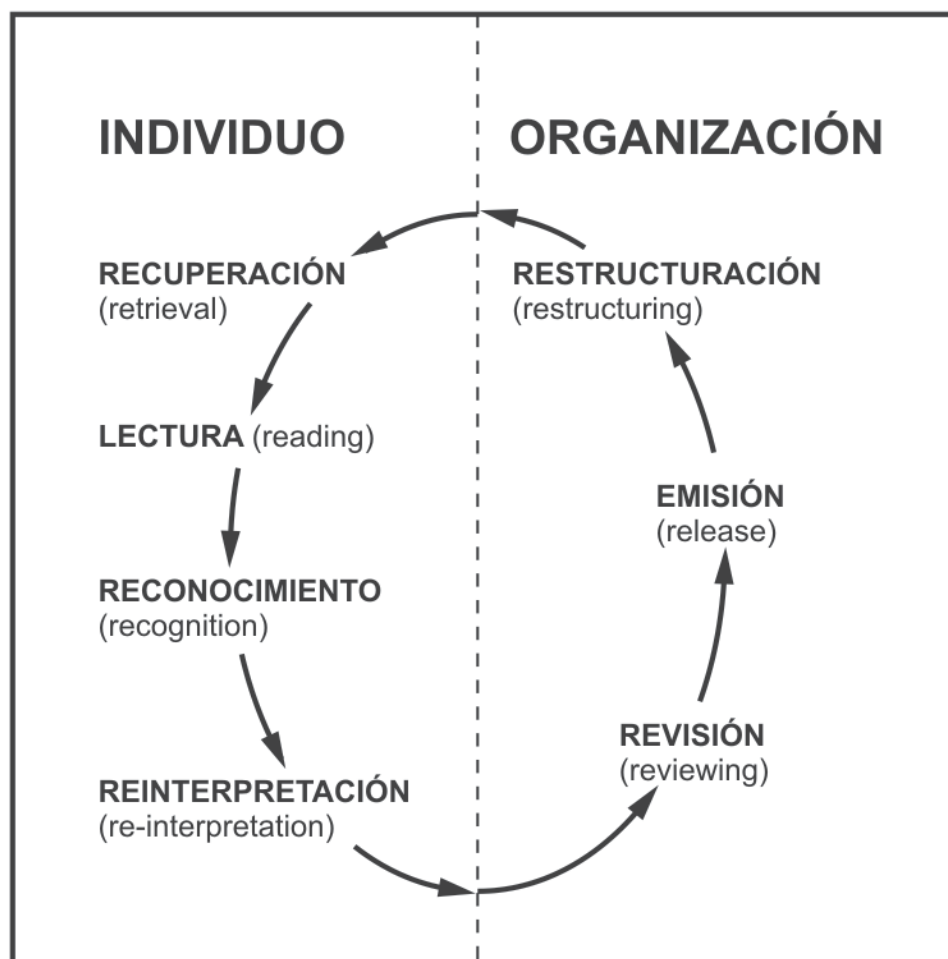 INDIVIDUO
RECUPERACIÓN
(retrieval)
LECTURA (reading)
RECONOCIMIENTO
(recognition)
REINTERPRETACIÓN
(re-interpretation)
ORGANIZACIÓN
RESTRUCTURACIÓN
(restructuring)
EMISIÓN
(release)
REVISIÓN
(reviewing)